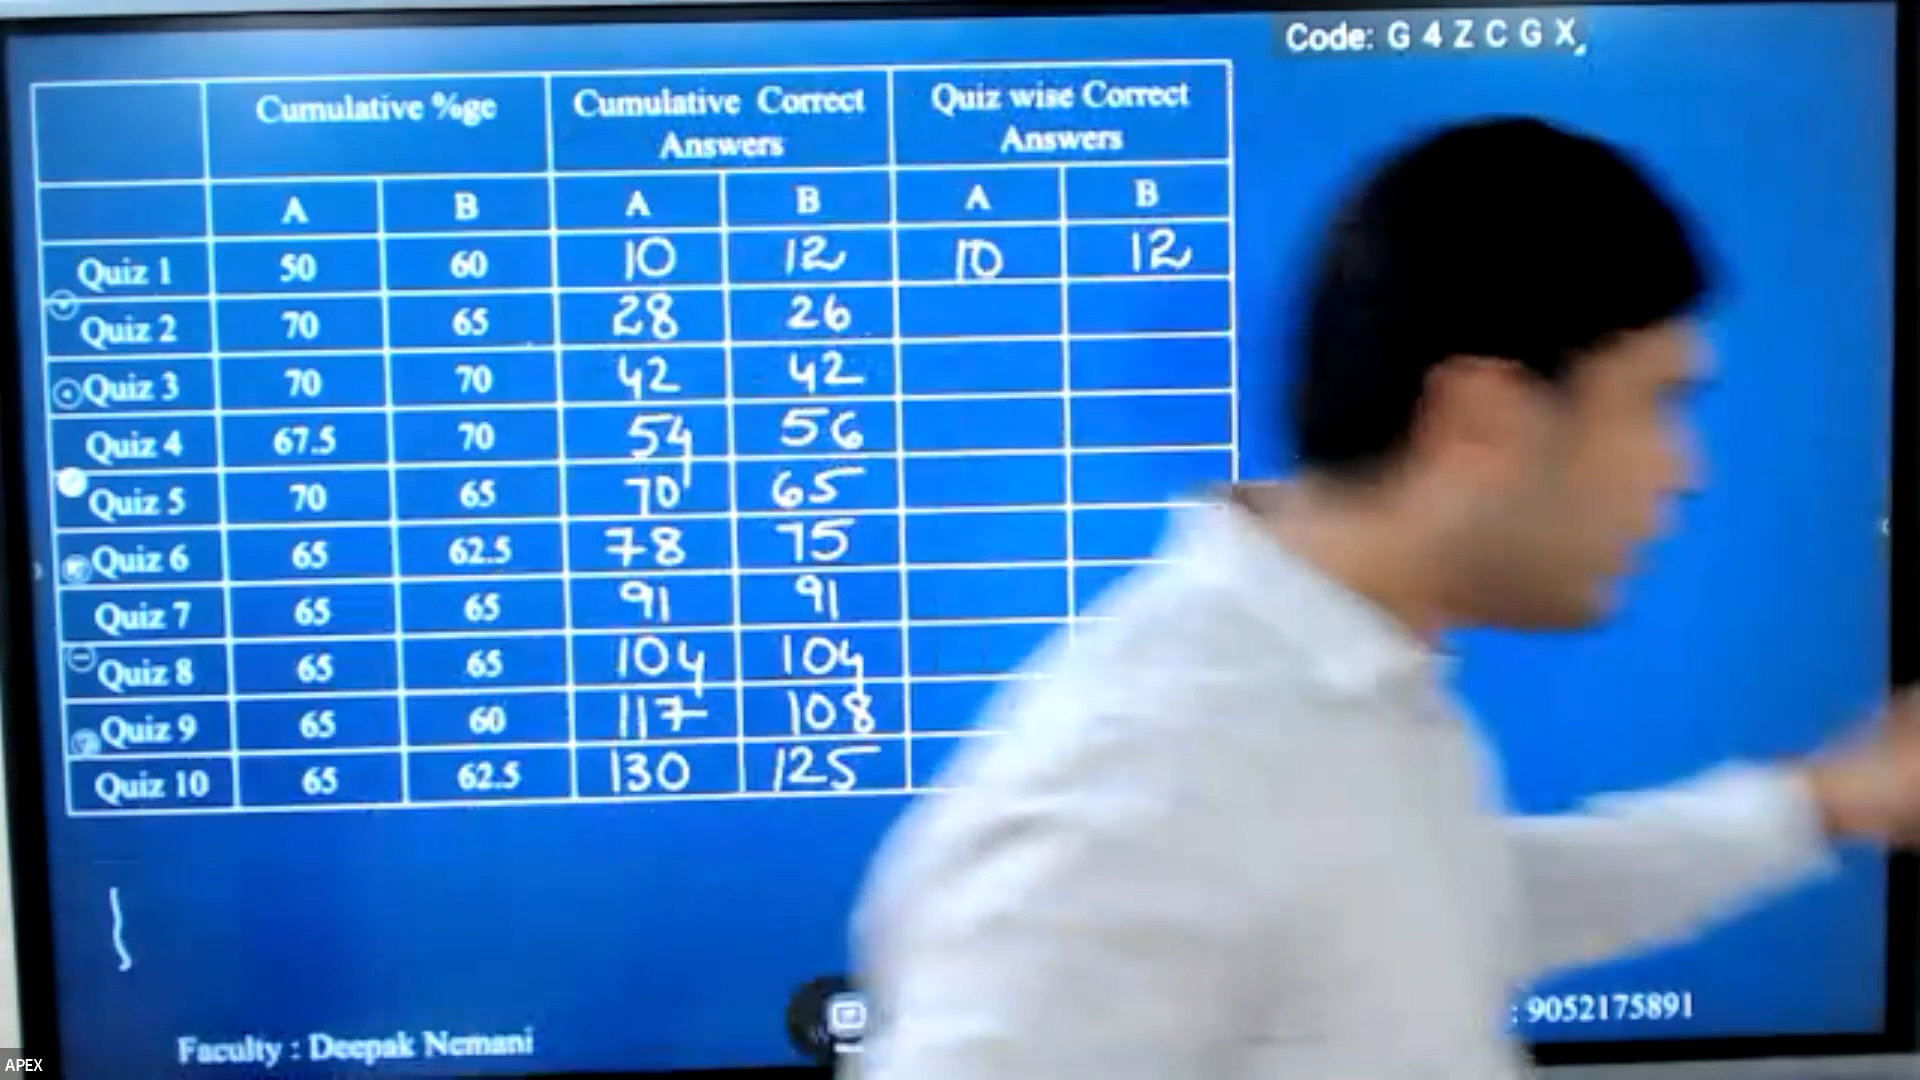 Code: G 4 Z C G X
Cumulative %ge Cumulative Correct Answers Quiz wise Correct Answers
A B A B A B
Quiz 1 50 60 10 12 10 12
Quiz 2 70 65 28 26
Quiz 3 70 70 42 42
Quiz 4 67.5 70 54 56
Quiz 5 70 65 70 65
Quiz 6 65 62.5 78 75
Quiz 7 65 65 91 91
Quiz 8 65 65 104 104
Quiz 9 65 60 117 108
Quiz 10 65 62.5 130 125
Faculty : Deepak Nemani : 9052175891
APEX